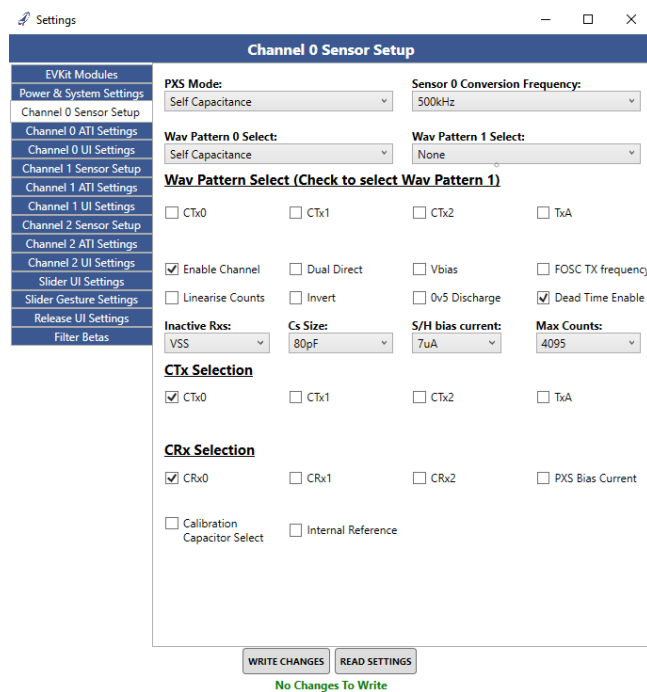 Settings
Channel 0 Sensor Setup
EVKit Modules
Power & System Settings
Channel 0 Sensor Setup
Channel 0 ATI Settings
Channel 0 UI Settings
Channel 1 Sensor Setup
Channel 1 ATI Settings
Channel 1 UI Settings
Channel 2 Sensor Setup
Channel 2 ATI Settings
Channel 2 UI Settings
Slider UI Settings
Slider Gesture Settings
Release UI Settings
Filter Betas
PXS Mode: Sensor 0 Conversion Frequency:
Self Capacitance 500kHz
Wav Pattern 0 Select: Wav Pattern 1 Select:
Self Capacitance None
Wav Pattern Select (Check to select Wav Pattern 1)
CTx0 CTx1 CTx2 TxA
Enable Channel Dual Direct Vbias FOSC TX frequency
Linearise Counts Invert 0v5 Discharge Dead Time Enable
Inactive Rxs: Cs Size: S/H bias current: Max Counts:
VSS 80pF 7uA 4095
CTx Selection
CTx0 CTx1 CTx2 TxA
CRx Selection
CRx0 CRx1 CRx2 PXS Bias Current
Calibration
Capacitor Select Internal Reference
WRITE CHANGES READ SETTINGS
No Changes To Write